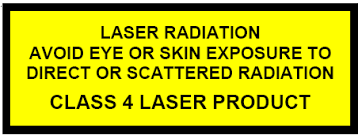 LASER RADIATION
AVOID EYE OR SKIN EXPOSURE TO
DIRECT OR SCATTERED RADIATION
CLASS 4 LASER PRODUCT